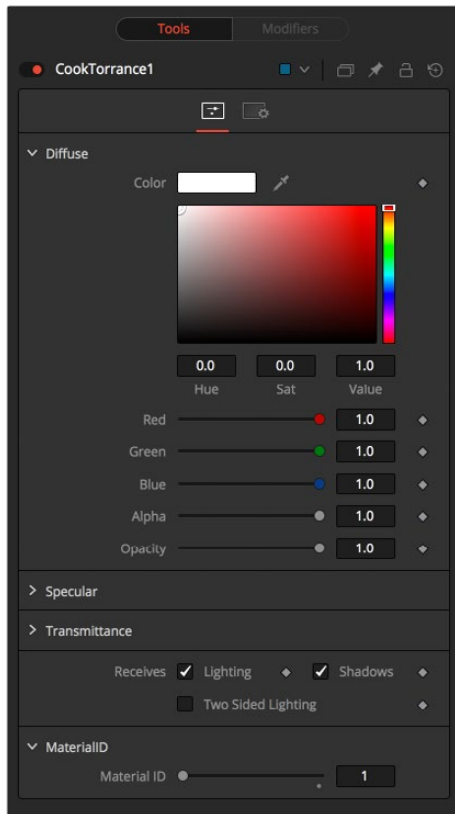 Tools Modifiers
CookTorrance1
Diffuse
Color
0.0 0.0 1.0
Hue Sat Value
Red 1.0
Green 1.0
Blue 1.0
Alpha 1.0
Opacity 1.0
Specular
Transmittance
Receives Lighting Shadows
Two Sided Lighting
MaterialID
Material ID 1